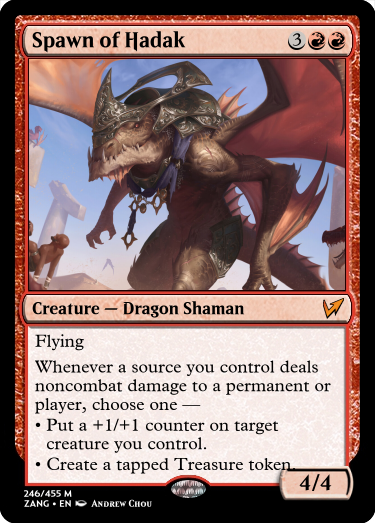 Spawn of Hadak 3
Creature — Dragon Shaman
Flying
Whenever a source you control deals
noncombat damage to a permanent or
player, choose one —
• Put a +1/+1 counter on target
creature you control.
• Create a tapped Treasure token.
4/4
246/455 M
ZANG • EN Andrew Chou